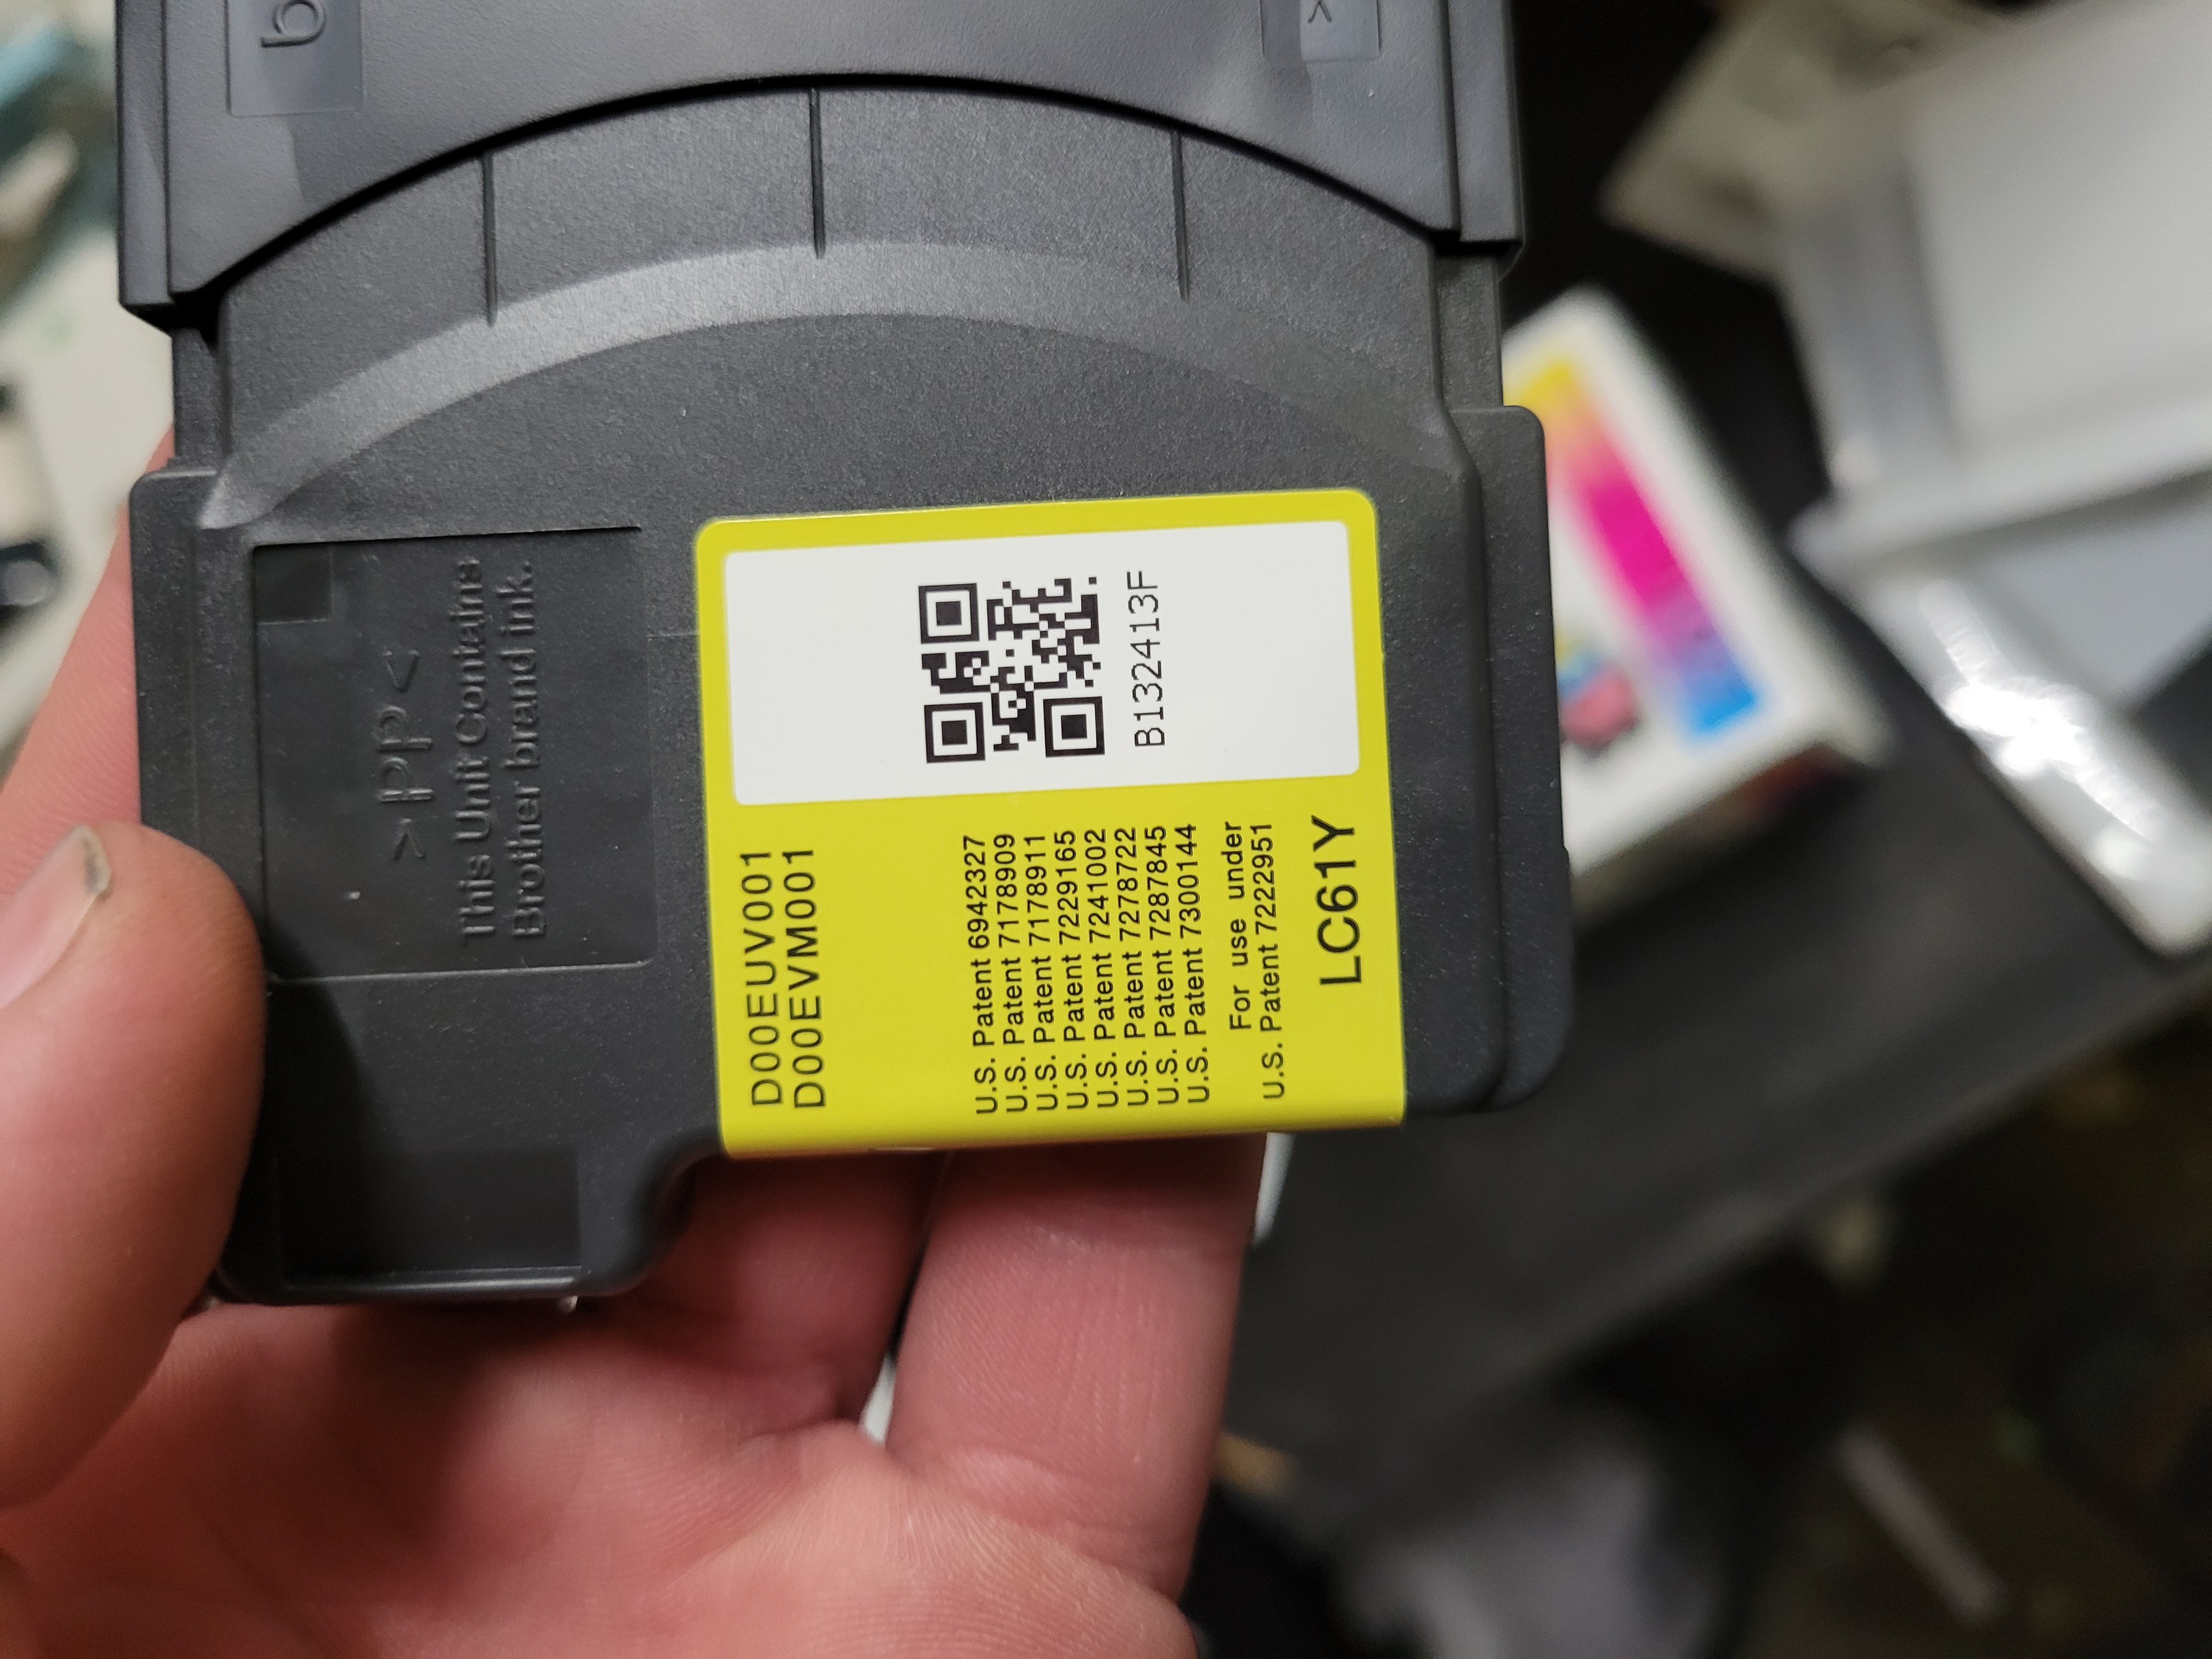 >PP<
This Unit Contains
Brother brand ink.
D00EUV001
D00EVM001
U.S. Patent 6942327
U.S. Patent 7178909
U.S. Patent 7178911
U.S. Patent 7229165
U.S. Patent 7241002
U.S. Patent 7278722
U.S. Patent 7287845
U.S. Patent 7300144
For use under
U.S. Patent 7222951
LC61Y
B132413F